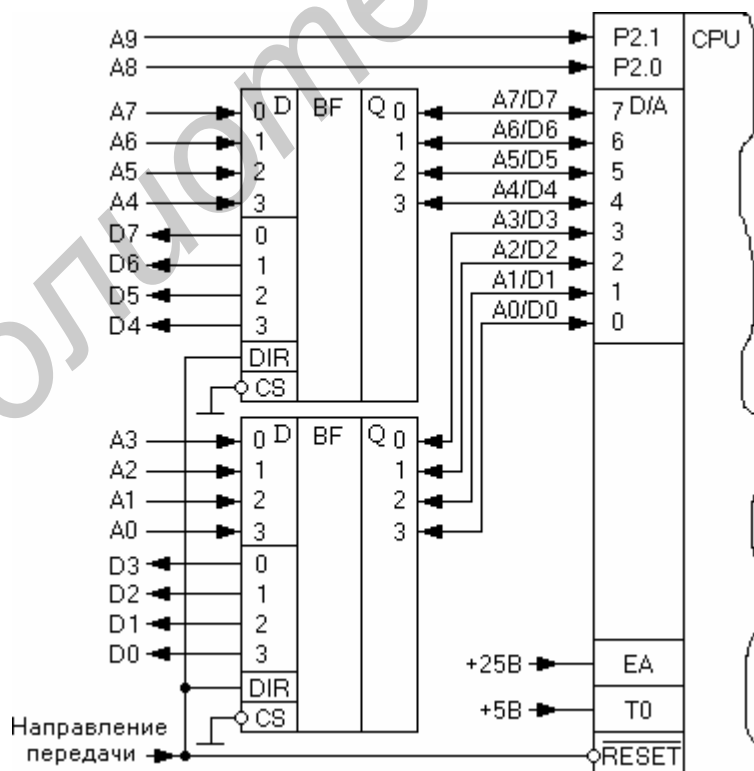 A9
A8
P2.1
P2.0
CPU
A7
A6
A5
A4
D7
D6
D5
D4
0 D BF Q 0
1 1
2 2
3 3
0
1
2
3
DIR
CS
A7/D7
A6/D6
A5/D5
A4/D4
A3/D3
A2/D2
A1/D1
A0/D0
7 D/A
6
5
4
3
2
1
0
A3
A2
A1
A0
D3
D2
D1
D0
0 D BF Q 0
1 1
2 2
3 3
0
1
2
3
DIR
CS
+25В
EA
+5В
T0
Направление
передачи
RESET